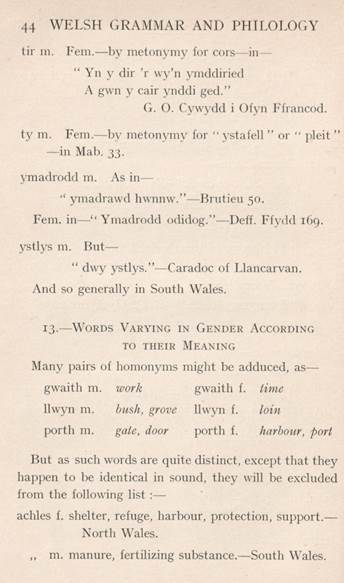 44 WELSH GRAMMAR AND PHILOLOGY
tir m. Fem.—by metonymy for cors—in—
“ Yn y dir 'r wy'n ymddiried
A gwn y cair ynddi ged.”
G. O. Cywydd i Ofyn Ffrancod.
ty m. Fem.—by metonymy for “ ystafell ” or “ pleit ”
—in Mab. 33.
ymadrodd m. As in—
“ ymadrawd hwnnw.”—Brutieu 50.
Fem. in—“ Ymadrodd odidog.”—Deff. Ffydd 169.
ystlys m. But—
“ dwy ystlys.”—Caradoc of Llancarvan.
And so generally in South Wales.
13.—WORDS VARYING IN GENDER ACCORDING
TO THEIR MEANING
Many pairs of homonyms might be adduced, as—
gwaith m. work gwaith f. time
llwyn m. bush, grove llwyn f. loin
porth m. gate, door porth f. harbour, port
But as such words are quite distinct, except that they
happen to be identical in sound, they will be excluded
from the following list :—
achles f. shelter, refuge, harbour, protection, support.—
North Wales.
„ m. manure, fertilizing substance.—South Wales.